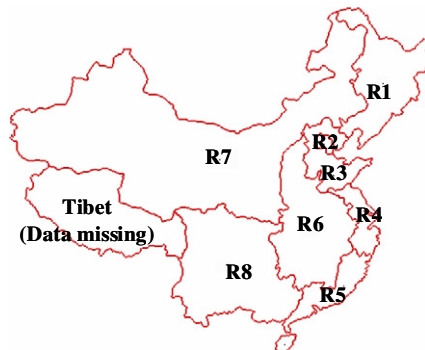 R1
R2
R3
R7
Tibet
(Data missing)
R6
R4
R8
R5